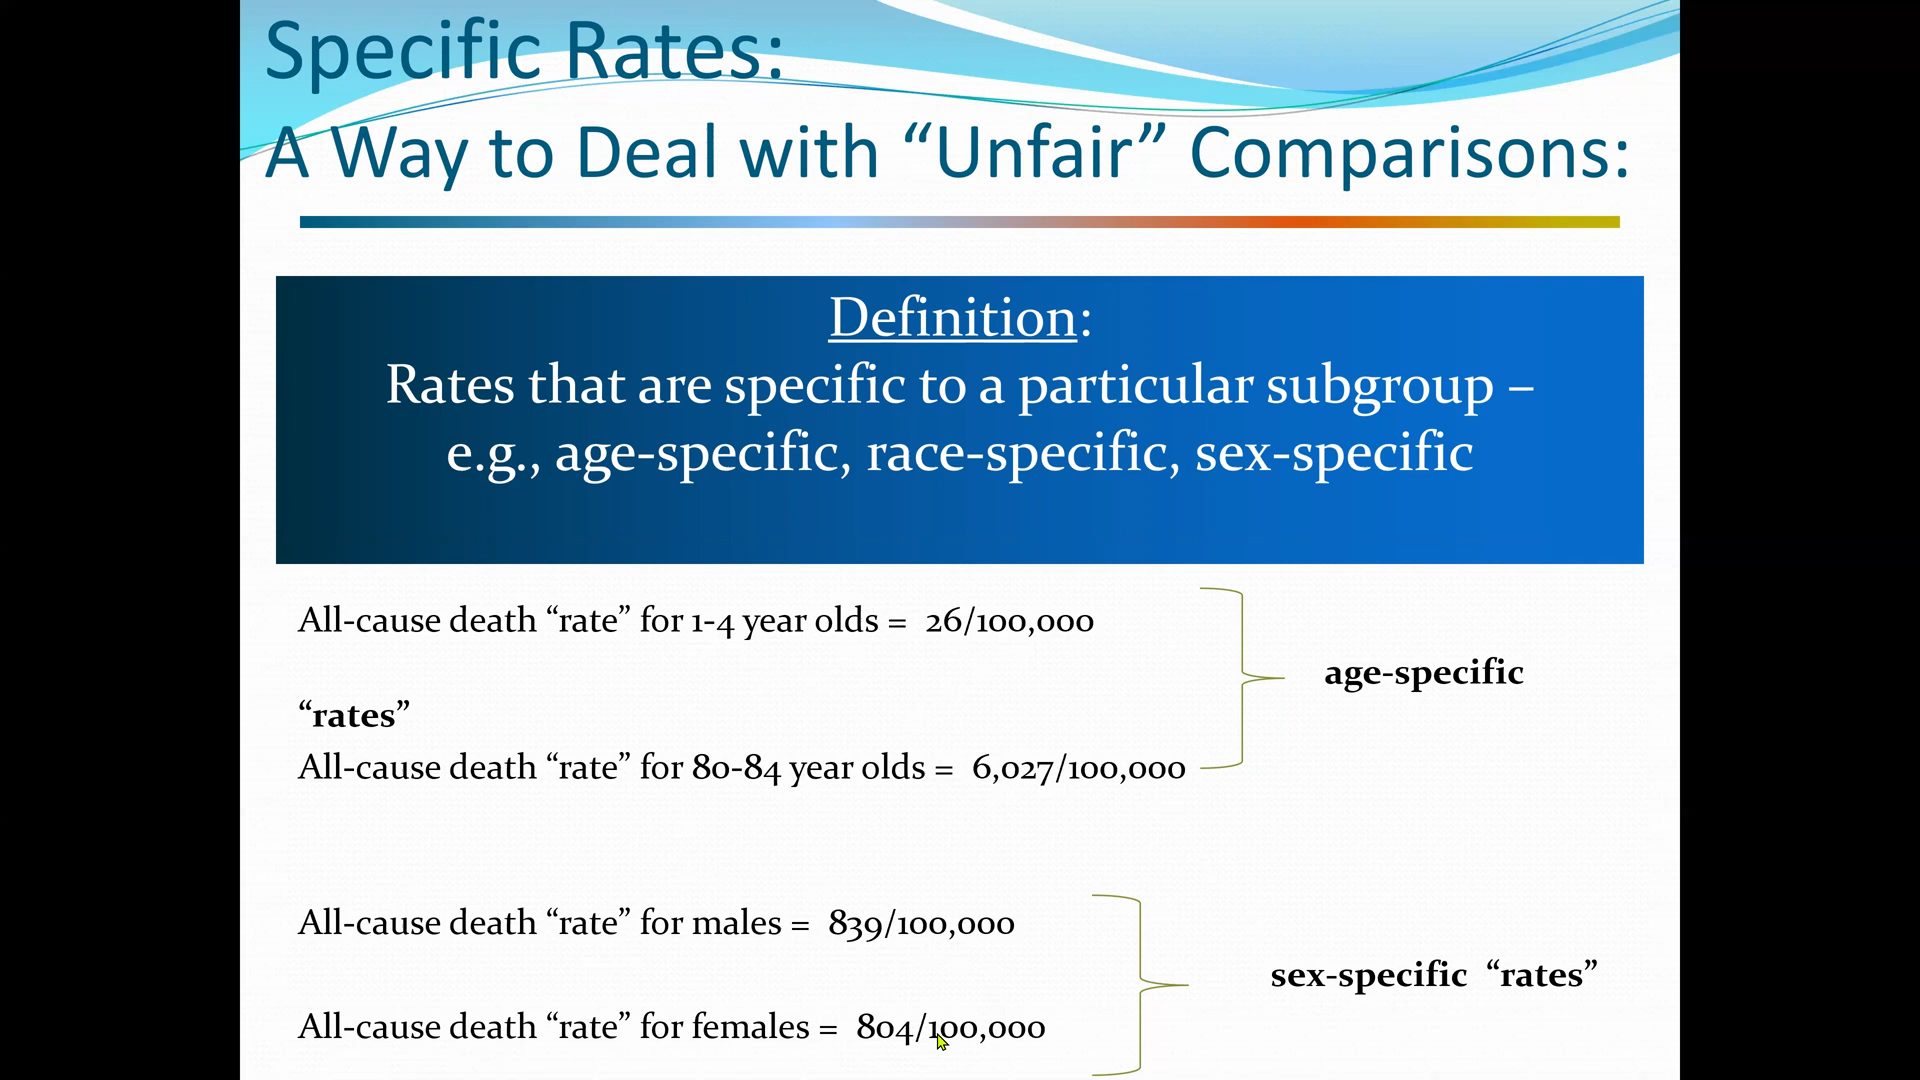 Specific Rates:
A Way to Deal with “Unfair” Comparisons:
Definition:
Rates that are specific to a particular subgroup –
e.g., age-specific, race-specific, sex-specific
All-cause death “rate” for 1-4 year olds = 26/100,000
age-specific
“rates”
All-cause death “rate” for 80-84 year olds = 6,027/100,000
All-cause death “rate” for males = 839/100,000
sex-specific “rates”
All-cause death “rate” for females = 804/100,000